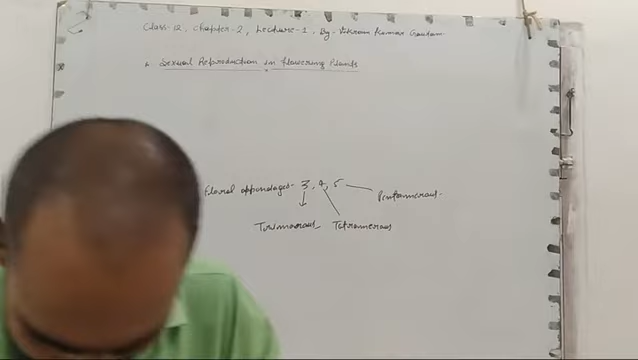 Class-12, Chapter-2, Lecture-1, By- Vikram Kumar Gautam
Sexual Reproduction in flowering Plants
Floral appendages- 3, 4, 5
Pentamerous-
Trimerous, Tetramerous